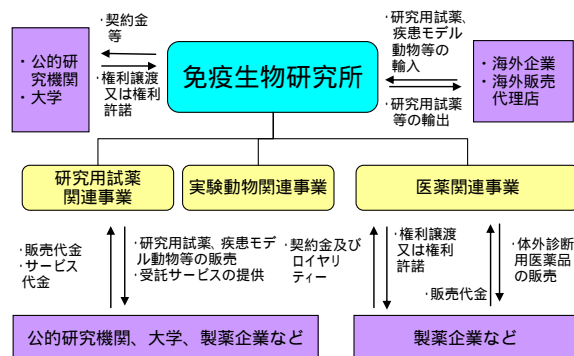 ・契約金
等
・公的研
究機関
・大学
・権利譲渡
又は権利
許諾
免疫生物研究所
・研究用試薬、
疾患モデル
動物等の
輸入
・研究用試薬
等の輸出
・海外企業
・海外販売
代理店
研究用試薬
関連事業
実験動物関連事業
医薬関連事業
・販売代金
・サービス
代金
・研究用試薬、疾患モデ
ル動物等の販売
・受託サービスの提供
・契約金及び
ロイヤリ
ティー
・権利譲渡
又は権利
許諾
・販売代金
・体外診断
用医薬品
の販売
公的研究機関、大学、製薬企業など
製薬企業など